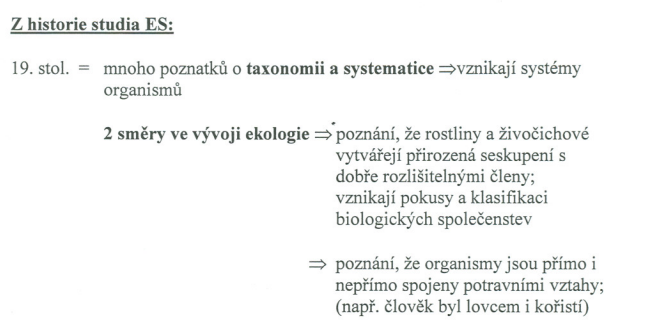 Z historie studia ES:
19. stol. = mnoho poznatků o taxonomii a systematice ⇒vznikají systémy
organismů
2 směry ve vývoji ekologie ⇒ poznání, že rostliny a živočichové
vytvářejí přirozená seskupení s
dobře rozlišitelnými členy;
vznikají pokusy a klasifikaci
biologických společenstev
⇒ poznání, že organismy jsou přímo i
nepřímo spojeny potravními vztahy;
(např. člověk byl lovcem i kořistí)